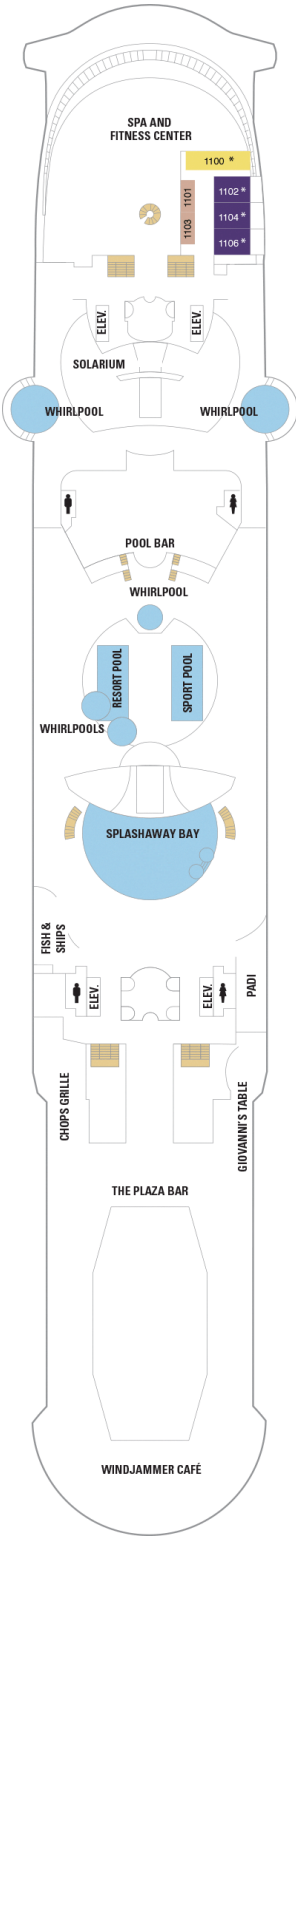 SPA AND
FITNESS CENTER
1100 *
1101
1102 *
1104 *
1103
1106 *
ELEV.
ELEV.
SOLARIUM
WHIRLPOOL
WHIRLPOOL
POOL BAR
WHIRLPOOL
RESORT POOL
SPORT POOL
WHIRLPOOLS
SPLASHAWAY BAY
FISH &
SHIPS
ELEV.
ELEV.
PADI
CHOPS GRILLE
GIOVANNI'S TABLE
THE PLAZA BAR
WINDJAMMER CAFÉ